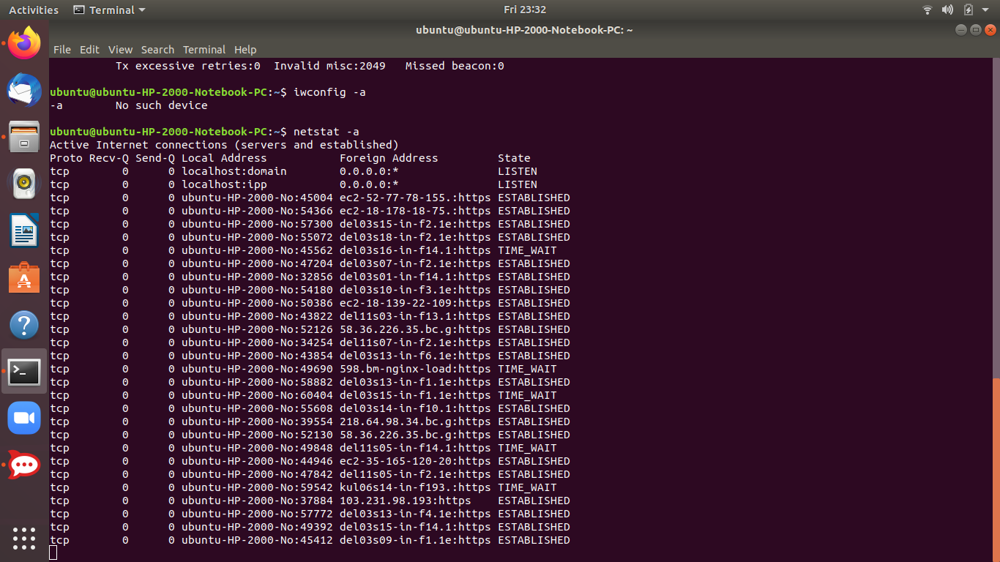 Activities Terminal Fri 23:32
ubuntu@ubuntu-HP-2000-Notebook-PC: ~
File Edit View Search Terminal Help
Tx excessive retries:0 Invalid misc:2049 Missed beacon:0
ubuntu@ubuntu-HP-2000-Notebook-PC:~$ iwconfig -a
-a No such device
ubuntu@ubuntu-HP-2000-Notebook-PC:~$ netstat -a
Active Internet connections (servers and established)
Proto Recv-Q Send-Q Local Address Foreign Address State
tcp 0 0 localhost:domain 0.0.0.0:* LISTEN
tcp 0 0 localhost:ipp 0.0.0.0:* LISTEN
tcp 0 0 ubuntu-HP-2000-No:45004 ec2-52-77-78-155.:https ESTABLISHED
tcp 0 0 ubuntu-HP-2000-No:54366 ec2-18-178-18-75.:https ESTABLISHED
tcp 0 0 ubuntu-HP-2000-No:57300 del03s15-in-f2.1e:https ESTABLISHED
tcp 0 0 ubuntu-HP-2000-No:55072 del03s18-in-f2.1e:https ESTABLISHED
tcp 0 0 ubuntu-HP-2000-No:45562 del03s16-in-f14.1:https TIME_WAIT
tcp 0 0 ubuntu-HP-2000-No:47204 del03s07-in-f2.1e:https ESTABLISHED
tcp 0 0 ubuntu-HP-2000-No:32856 del03s01-in-f14.1:https ESTABLISHED
tcp 0 0 ubuntu-HP-2000-No:54180 del03s10-in-f3.1e:https ESTABLISHED
tcp 0 0 ubuntu-HP-2000-No:50386 ec2-18-139-22-109:https ESTABLISHED
tcp 0 0 ubuntu-HP-2000-No:43822 del11s03-in-f13.1:https ESTABLISHED
tcp 0 0 ubuntu-HP-2000-No:52126 58.36.226.35.bc.g:https ESTABLISHED
tcp 0 0 ubuntu-HP-2000-No:34254 del11s07-in-f2.1e:https ESTABLISHED
tcp 0 0 ubuntu-HP-2000-No:43854 del03s13-in-f6.1e:https ESTABLISHED
tcp 0 0 ubuntu-HP-2000-No:49690 598.bm-nginx-load:https TIME_WAIT
tcp 0 0 ubuntu-HP-2000-No:58882 del03s13-in-f1.1e:https ESTABLISHED
tcp 0 0 ubuntu-HP-2000-No:60404 del03s15-in-f1.1e:https TIME_WAIT
tcp 0 0 ubuntu-HP-2000-No:55608 del03s14-in-f10.1:https ESTABLISHED
tcp 0 0 ubuntu-HP-2000-No:39554 218.64.98.34.bc.g:https ESTABLISHED
tcp 0 0 ubuntu-HP-2000-No:52130 58.36.226.35.bc.g:https ESTABLISHED
tcp 0 0 ubuntu-HP-2000-No:49848 del11s05-in-f14.1:https TIME_WAIT
tcp 0 0 ubuntu-HP-2000-No:44946 ec2-35-165-120-20:https ESTABLISHED
tcp 0 0 ubuntu-HP-2000-No:47842 del11s05-in-f2.1e:https ESTABLISHED
tcp 0 0 ubuntu-HP-2000-No:59542 kul06s14-in-f193.:https TIME_WAIT
tcp 0 0 ubuntu-HP-2000-No:37884 103.231.98.193:https ESTABLISHED
tcp 0 0 ubuntu-HP-2000-No:57772 del03s13-in-f4.1e:https ESTABLISHED
tcp 0 0 ubuntu-HP-2000-No:49392 del03s15-in-f14.1:https ESTABLISHED
tcp 0 0 ubuntu-HP-2000-No:45412 del03s09-in-f1.1e:https ESTABLISHED